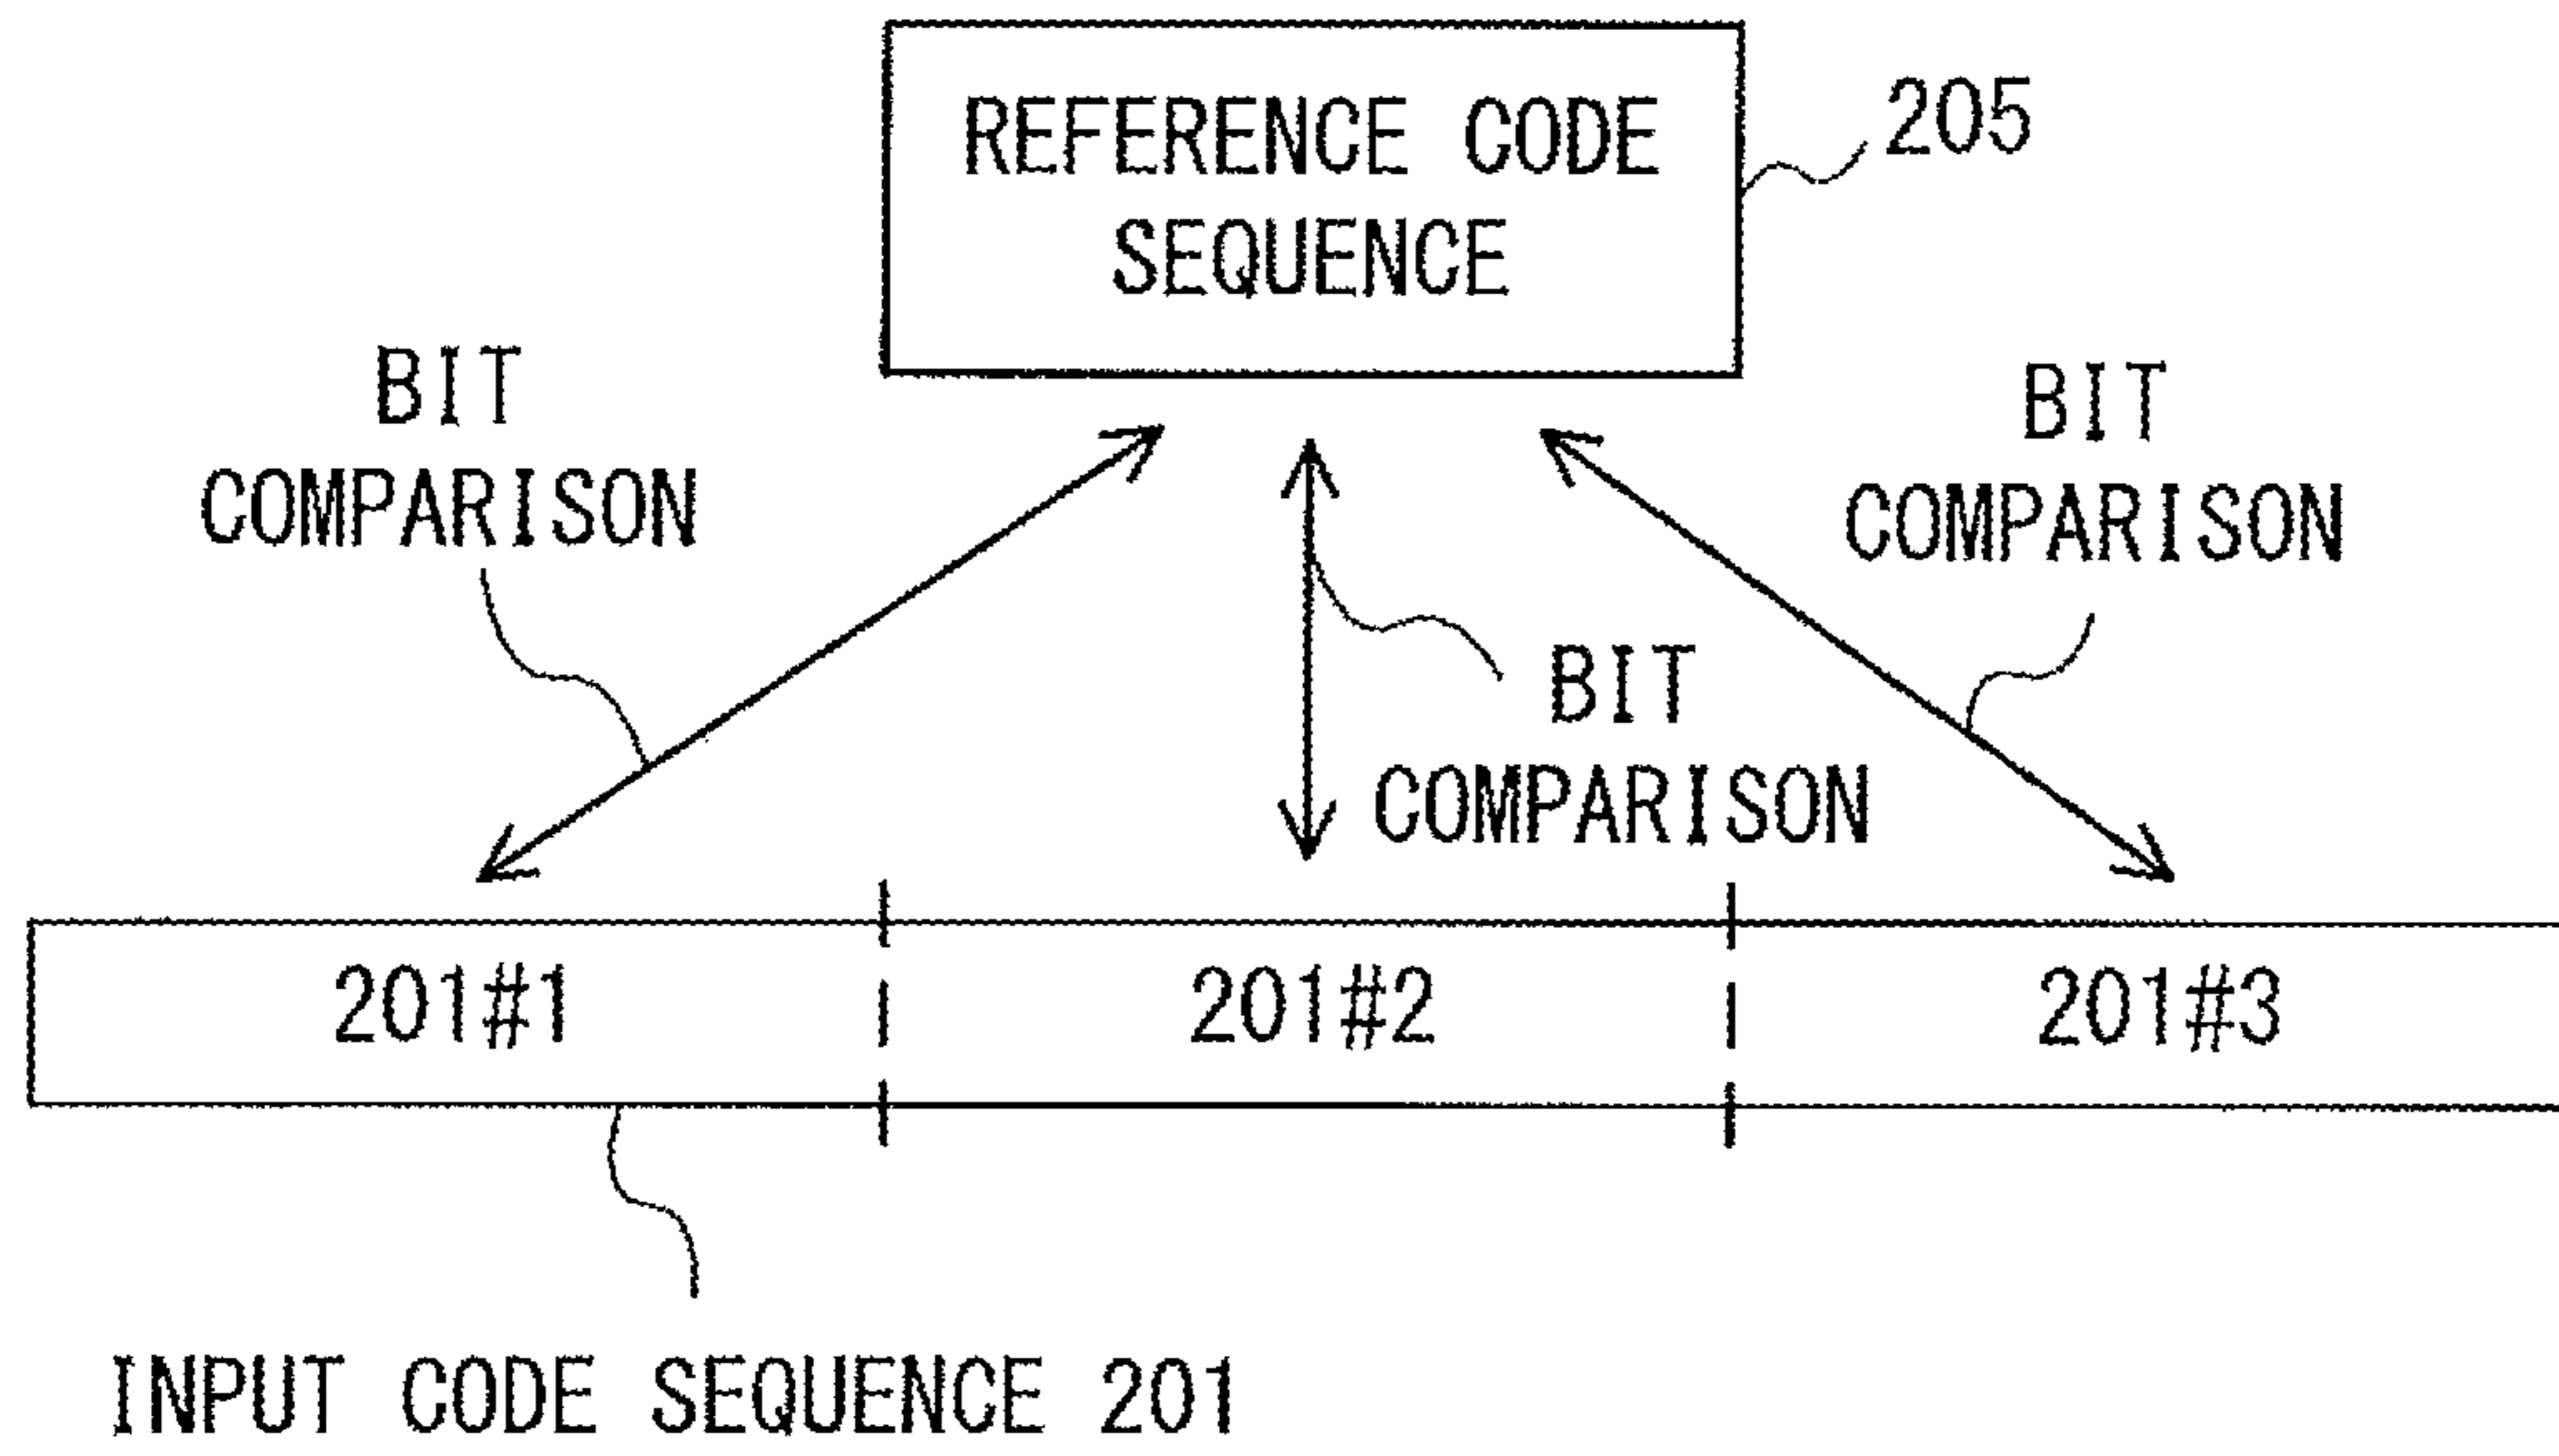 REFERENCE CODE
SEQUENCE
205
BIT
COMPARISON
BIT
COMPARISON
BIT
COMPARISON
201#1
201#2
201#3
INPUT CODE SEQUENCE 201